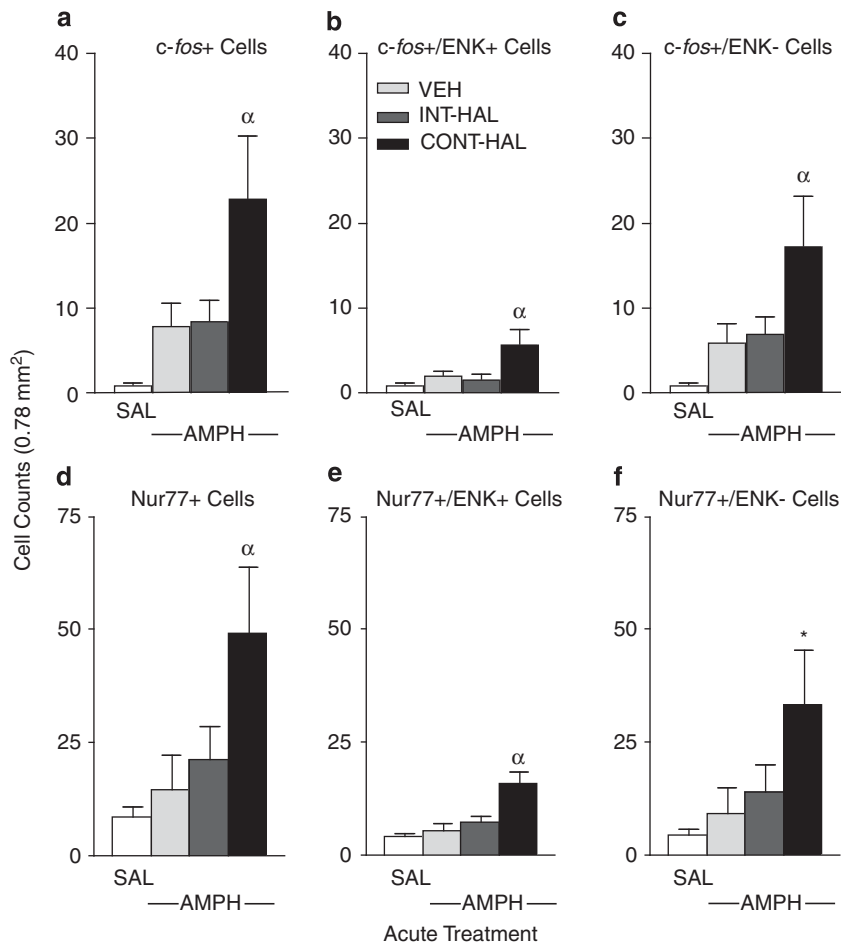 a
c-fos+ Cells
b
c-fos+/ENK+ Cells
c
c-fos+/ENK- Cells
40
30
20
10
0
α
SAL
AMPH
40
30
20
10
0
VEH
INT-HAL
CONT-HAL
α
SAL
AMPH
40
30
20
10
0
α
SAL
AMPH
Cell Counts (0.78 mm²)
d
Nur77+ Cells
e
Nur77+/ENK+ Cells
f
Nur77+/ENK- Cells
75
50
25
0
α
SAL
AMPH
75
50
25
0
α
SAL
AMPH
75
50
25
0
*
SAL
AMPH
Acute Treatment